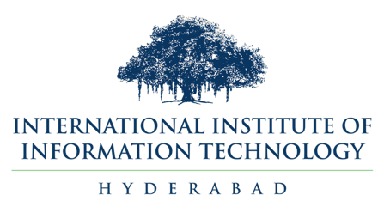 INTERNATIONAL INSTITUTE OF
INFORMATION TECHNOLOGY
HYDERABAD